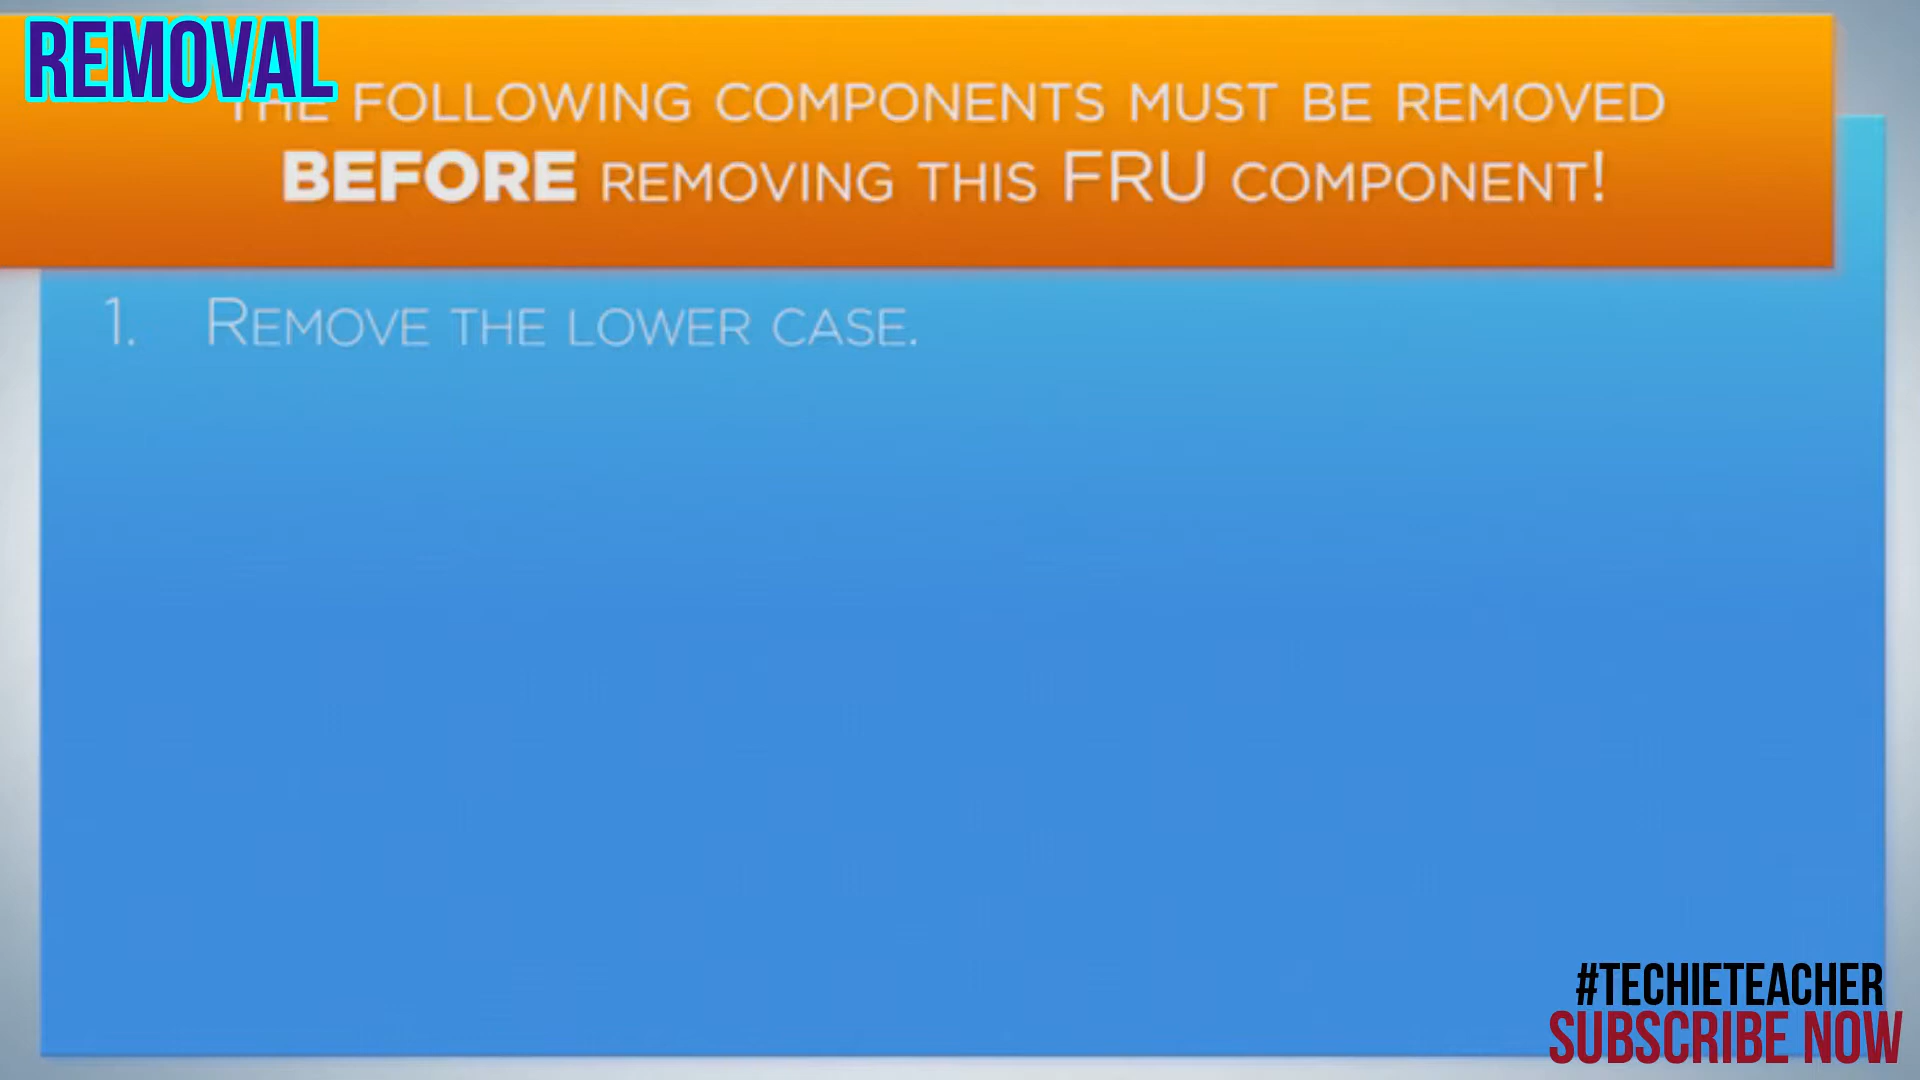 REMOVAL
THE FOLLOWING COMPONENTS MUST BE REMOVED
BEFORE REMOVING THIS FRU COMPONENT!
1. REMOVE THE LOWER CASE.
#TECHIETEACHER
SUBSCRIBE NOW